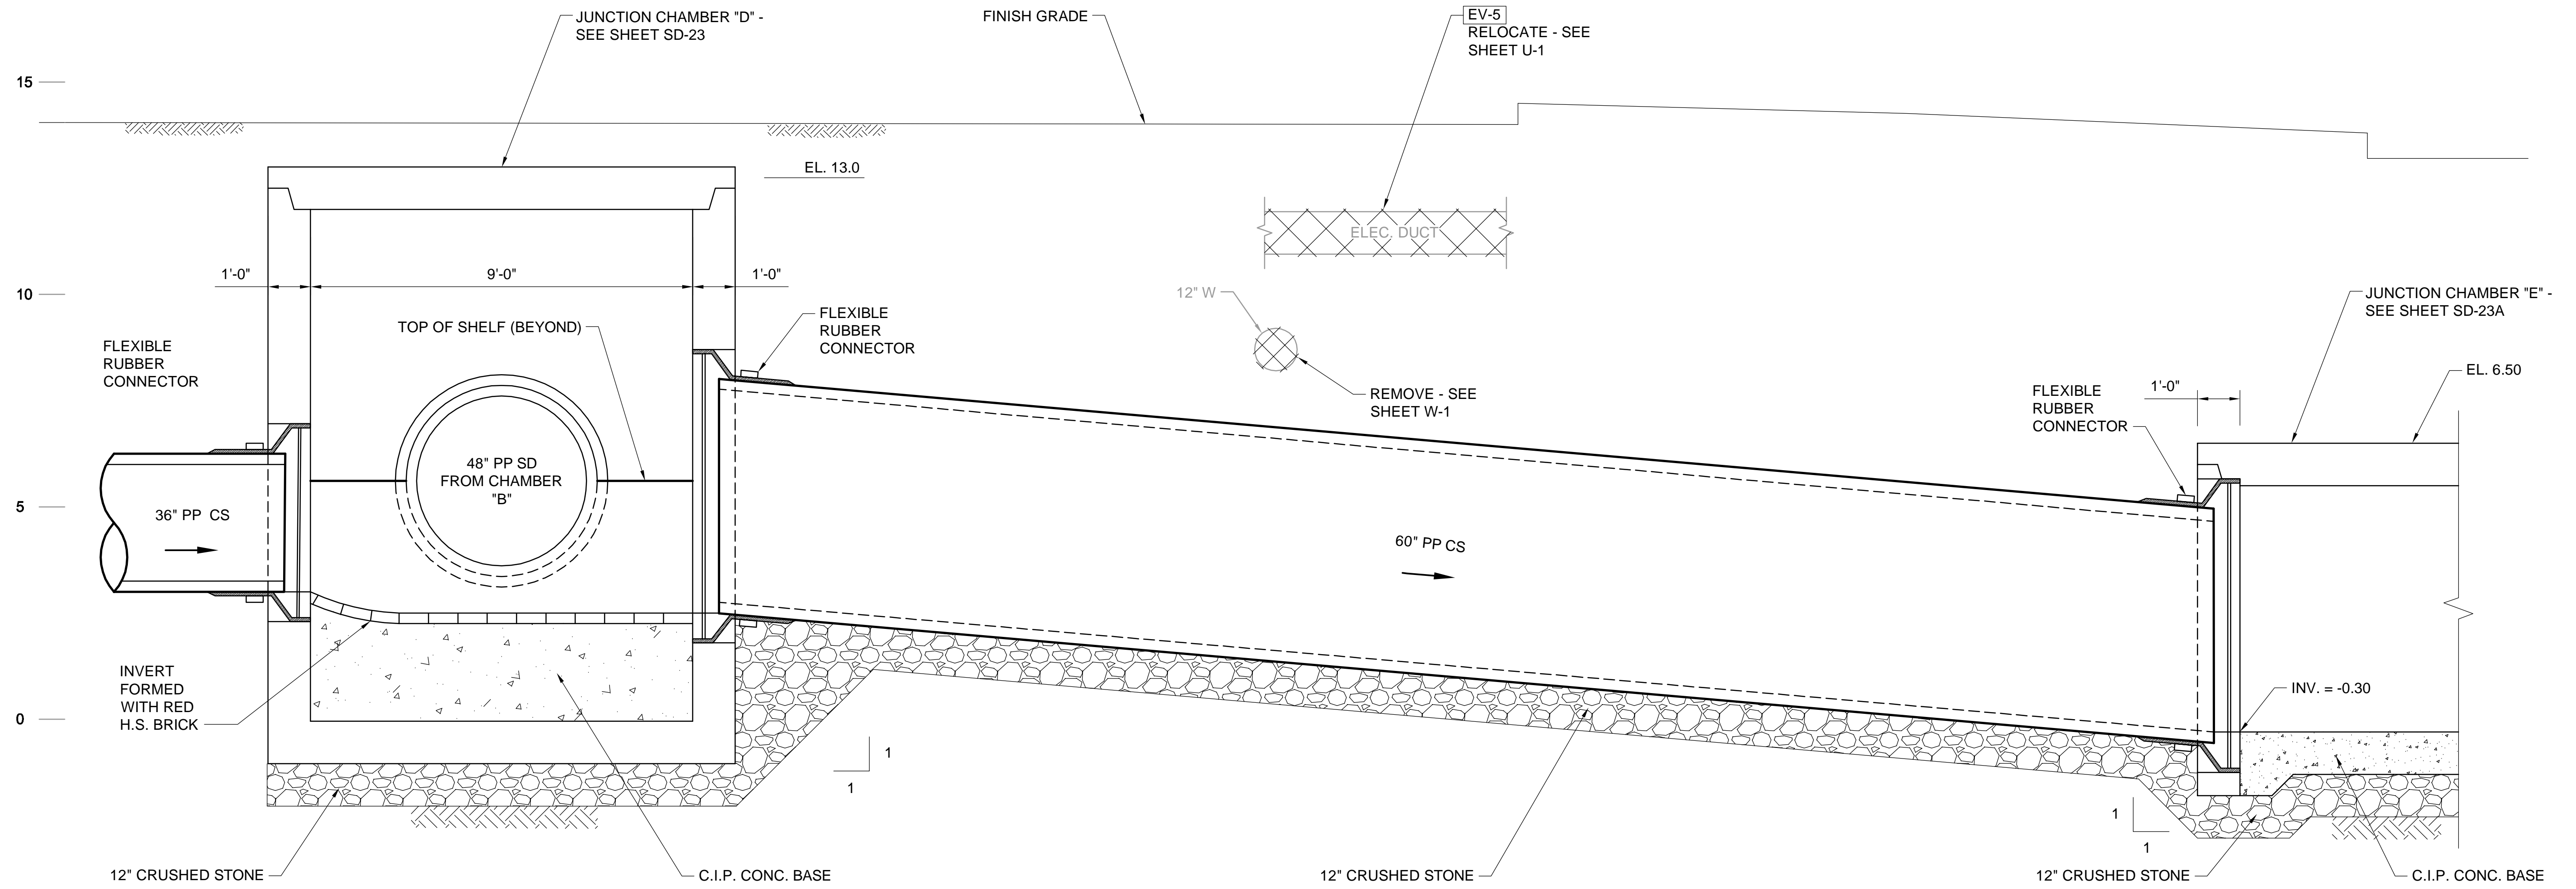 JUNCTION CHAMBER "D" -
SEE SHEET SD-23
FINISH GRADE
EV-5
RELOCATE - SEE
SHEET U-1
15
EL. 13.0
ELEC. DUCT
1'-0"
9'-0"
1'-0"
10
12" W
JUNCTION CHAMBER "E" -
SEE SHEET SD-23A
FLEXIBLE
RUBBER
CONNECTOR
TOP OF SHELF (BEYOND)
FLEXIBLE
RUBBER
CONNECTOR
REMOVE - SEE
SHEET W-1
FLEXIBLE
RUBBER
CONNECTOR
1'-0"
EL. 6.50
48" PP SD
FROM CHAMBER
"B"
5
36" PP CS
60" PP CS
INVERT
FORMED
WITH RED
H.S. BRICK
INV. = -0.30
0
1
1
1
1
12" CRUSHED STONE
C.I.P. CONC. BASE
12" CRUSHED STONE
12" CRUSHED STONE
C.I.P. CONC. BASE